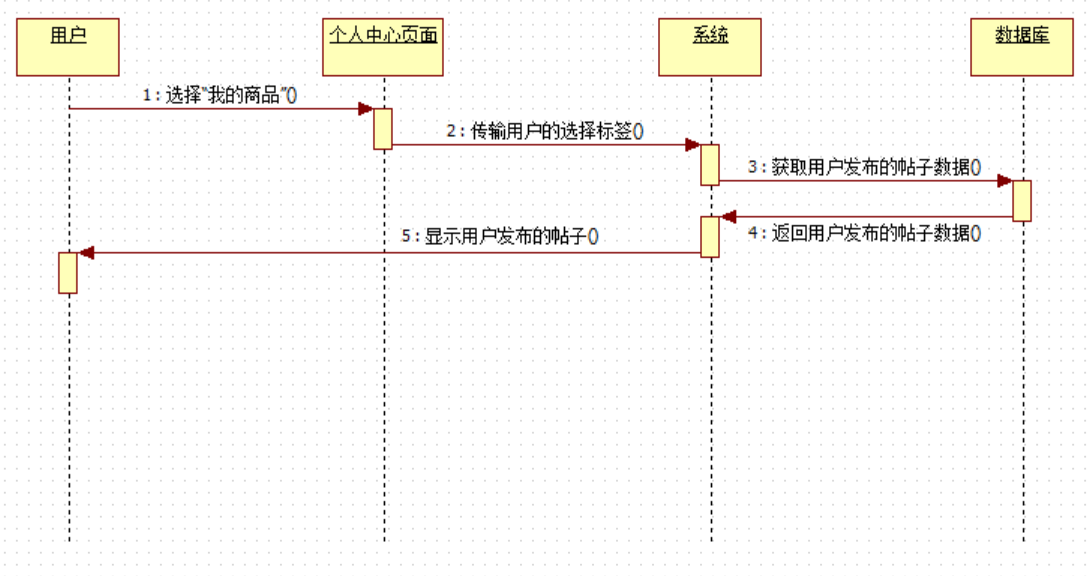 用户
个人中心页面
系统
数据库
1:选择“我的商品”()
2:传输用户的选择标签()
3:获取用户发布的帖子数据()
4:返回用户发布的帖子数据()
5:显示用户发布的帖子()